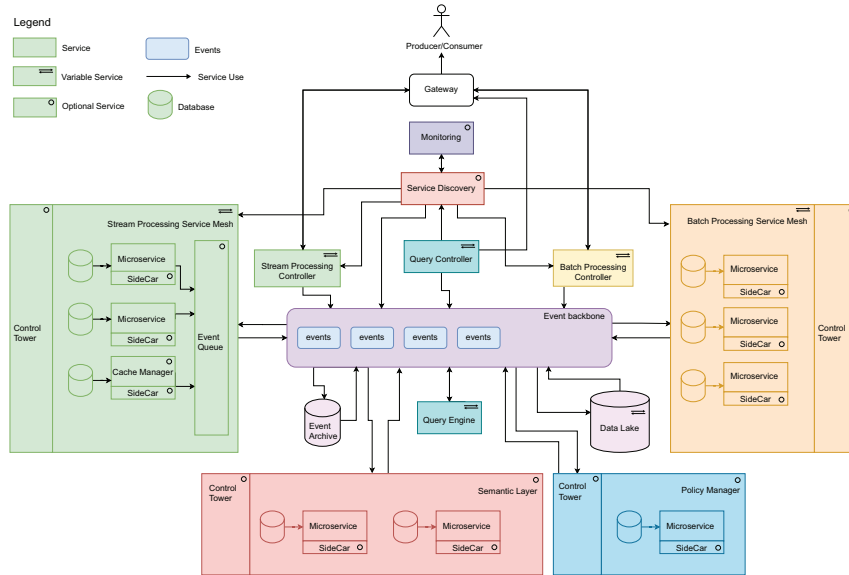 Legend
Service
Events
Variable Service
Service Use
Optional Service
Database
Producer/Consumer
Gateway
Monitoring
Service Discovery
Stream Processing Service Mesh
Batch Processing Service Mesh
Control
Tower
Microservice
SideCar
Microservice
SideCar
Cache Manager
SideCar
Event
Queue
Stream Processing
Controller
Query Controller
Batch Processing
Controller
Event backbone
events
events
events
events
Event
Archive
Query Engine
Data Lake
Microservice
SideCar
Microservice
SideCar
Microservice
SideCar
Control
Tower
Control
Tower
Semantic Layer
Microservice
SideCar
Microservice
SideCar
Control
Tower
Policy Manager
Microservice
SideCar